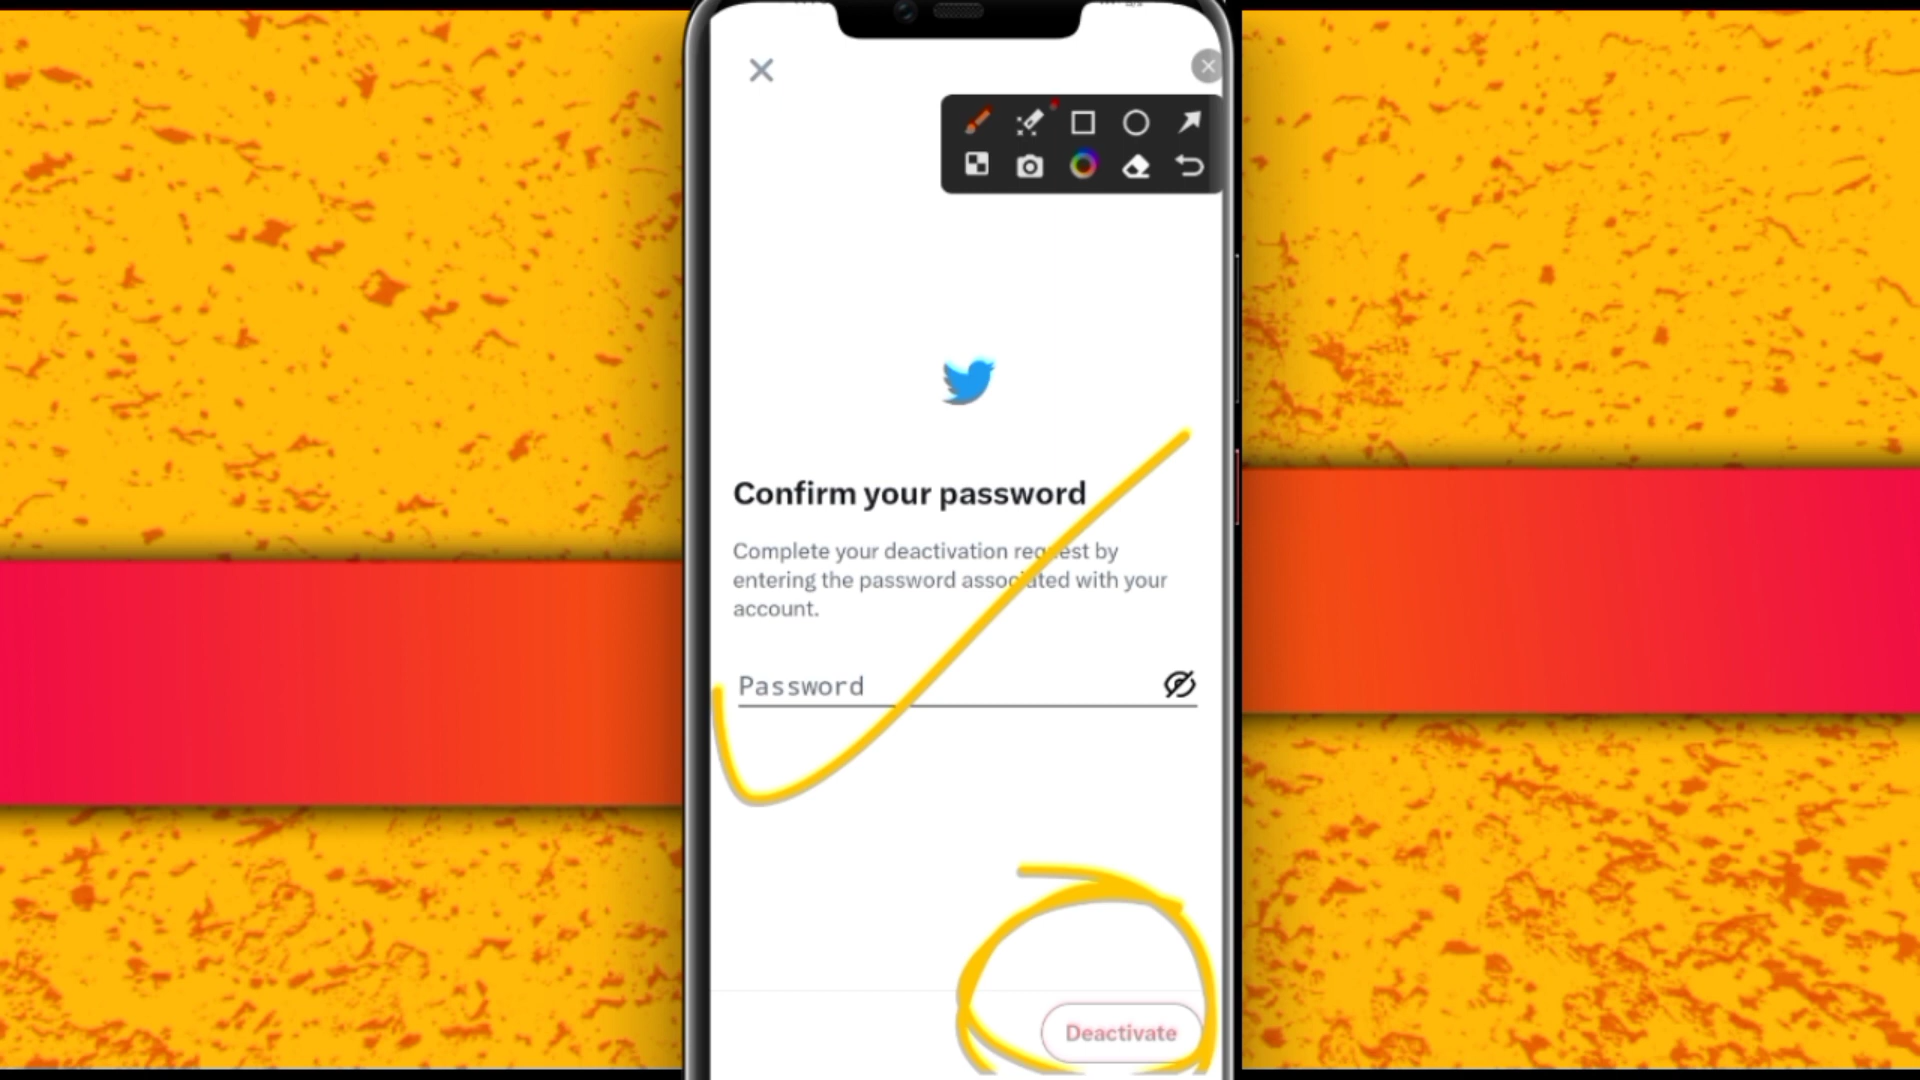 Confirm your password
Complete your deactivation request by
entering the password associated with your
account.
Password
Deactivate